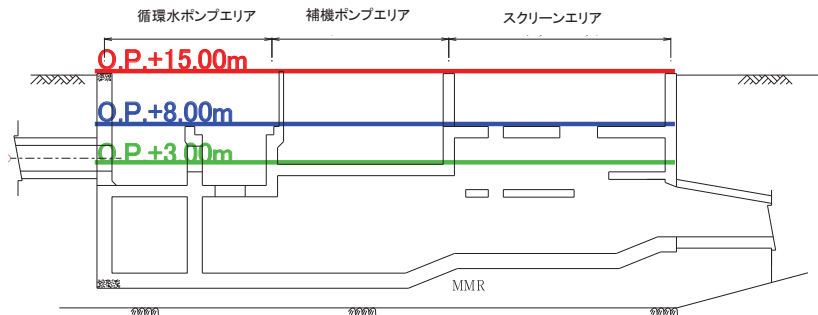 循環水ポンプエリア
補機ポンプエリア
スクリーンエリア
O.P.+15.00m
O.P.+8.00m
O.P.+3.00m
MMR